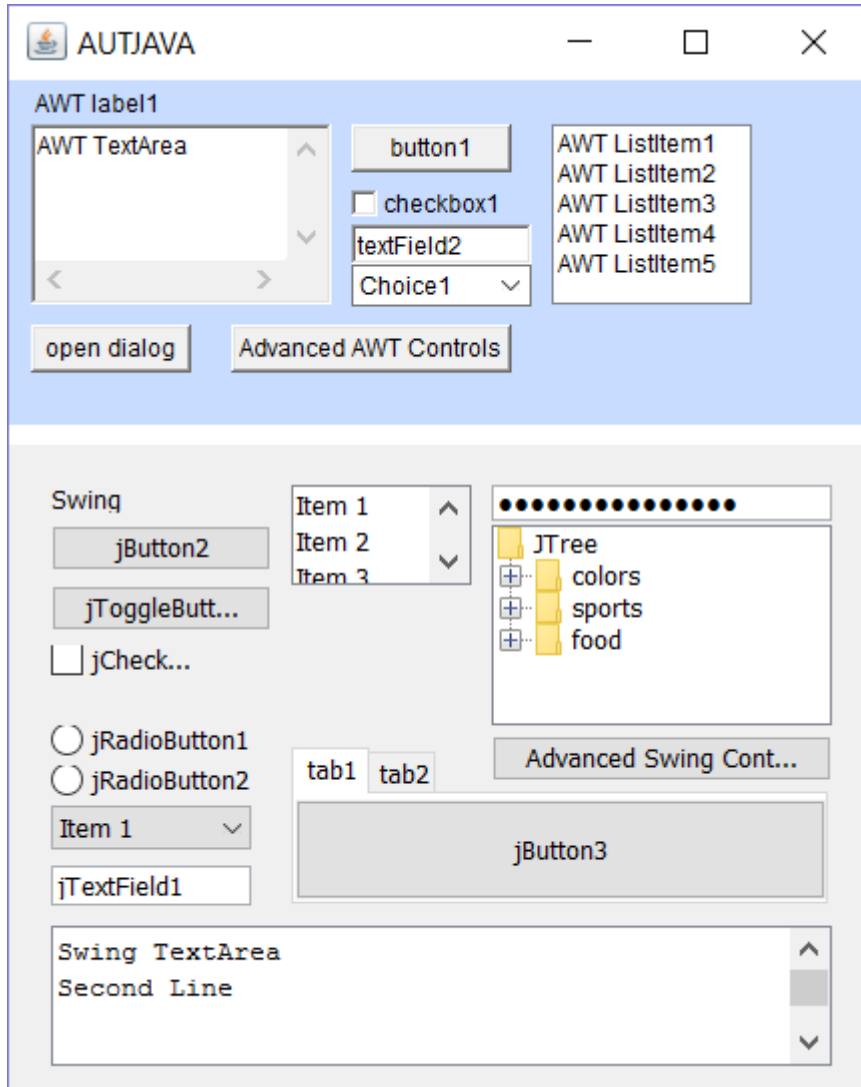 AUTJAVA
AWT label1
AWT TextArea
button1
checkbox1
textField2
Choice1
AWT ListItem1
AWT ListItem2
AWT ListItem3
AWT ListItem4
AWT ListItem5
open dialog
Advanced AWT Controls
Swing
jButton2
jToggleButt...
jCheck...
Item 1
Item 2
Item 3
●●●●●●●●●●●●●●●
JTree
colors
sports
food
jRadioButton1
jRadioButton2
Item 1
jTextField1
tab1 tab2
jButton3
Advanced Swing Cont...
Swing TextArea
Second Line